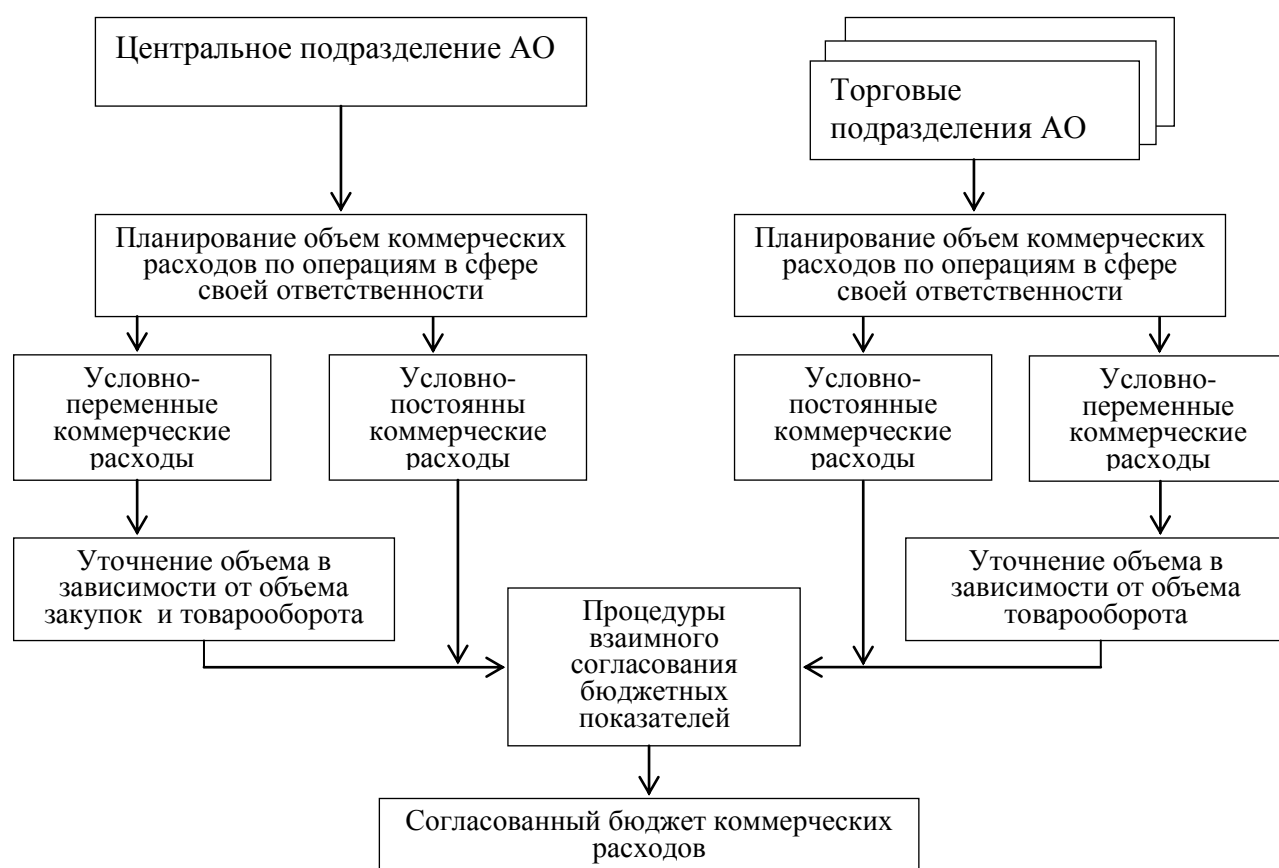 Центральное подразделение АО
Торговые
подразделения АО
Планирование объем коммерческих
расходов по операциям в сфере
своей ответственности
Планирование объем коммерческих
расходов по операциям в сфере
своей ответственности
Условно-
переменные
коммерческие
расходы
Условно-
постоянны
коммерческие
расходы
Условно-
постоянные
коммерческие
расходы
Условно-
переменные
коммерческие
расходы
Уточнение объема в
зависимости от объема
закупок и товарооборота
Уточнение объема в
зависимости от объема
товарооборота
Процедуры
взаимного
согласования
бюджетных
показателей
Согласованный бюджет коммерческих
расходов